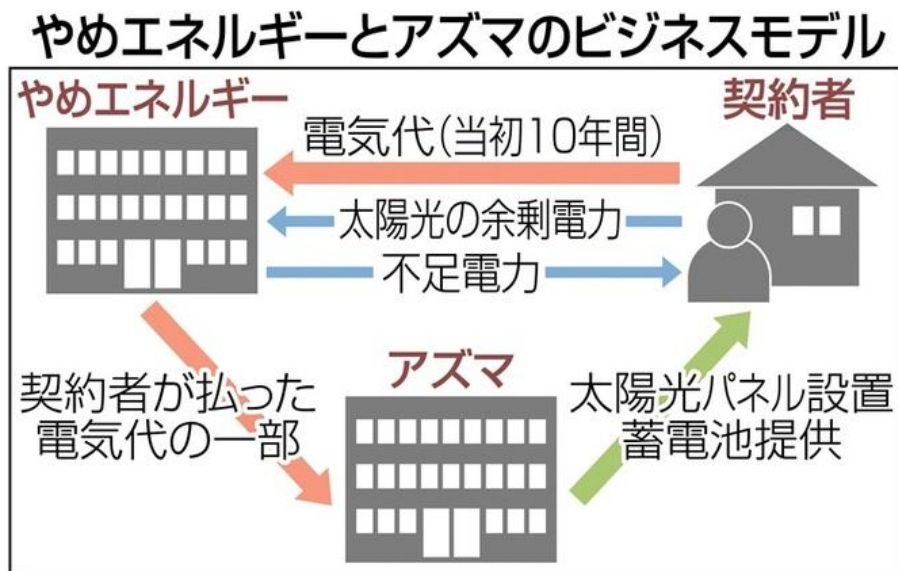 やめエネルギーとアズマのビジネスモデル
やめエネルギー
契約者
電気代(当初10年間)
太陽光の余剰電力
不足電力
契約者が払った
電気代の一部
アズマ
太陽光パネル設置
蓄電池提供